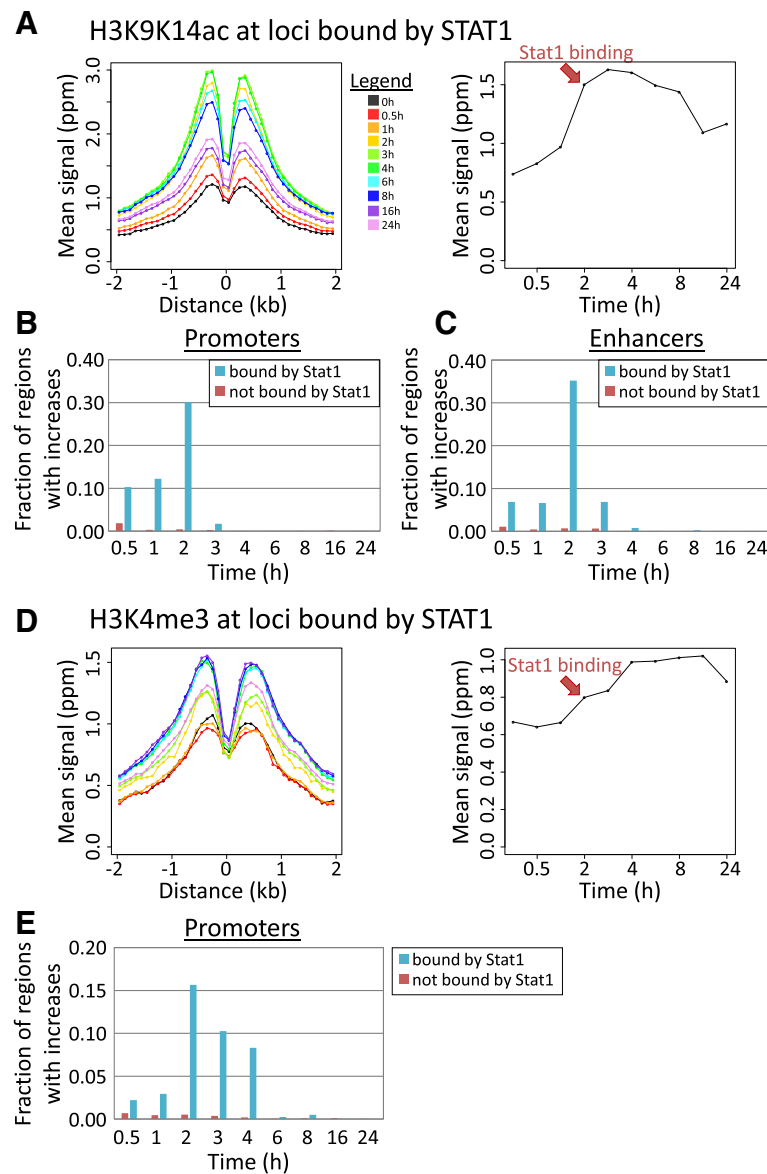 A
H3K9K14ac at loci bound by STAT1
Mean signal (ppm)
0.0
1.0
2.0
3.0
-2
-1
0
1
2
Distance (kb)
Legend
0h
0.5h
1h
2h
3h
4h
6h
8h
16h
24h
Stat1 binding
Mean signal (ppm)
0.0
0.5
1.0
1.5
0.5
2
4
8
24
Time (h)
B
Promoters
Fraction of regions
with increases
0.40
0.30
0.20
0.10
0.00
bound by Stat1
not bound by Stat1
0.5 1 2 3 4 6 8 16 24
Time (h)
C
Enhancers
Fraction of regions
with increases
0.40
0.30
0.20
0.10
0.00
bound by Stat1
not bound by Stat1
0.5 1 2 3 4 6 8 16 24
Time (h)
D
H3K4me3 at loci bound by STAT1
Mean signal (ppm)
0.0
0.5
1.0
1.5
-2
-1
0
1
2
Distance (kb)
Stat1 binding
Mean signal (ppm)
0.0
0.2
0.4
0.6
0.8
1.0
0.5
2
4
8
24
Time (h)
E
Promoters
Fraction of regions
with increases
0.20
0.15
0.10
0.05
0.00
bound by Stat1
not bound by Stat1
0.5 1 2 3 4 6 8 16 24
Time (h)